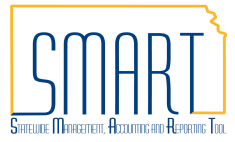 SMART
STATEWIDE MANAGEMENT, ACCOUNTING AND REPORTING TOOL